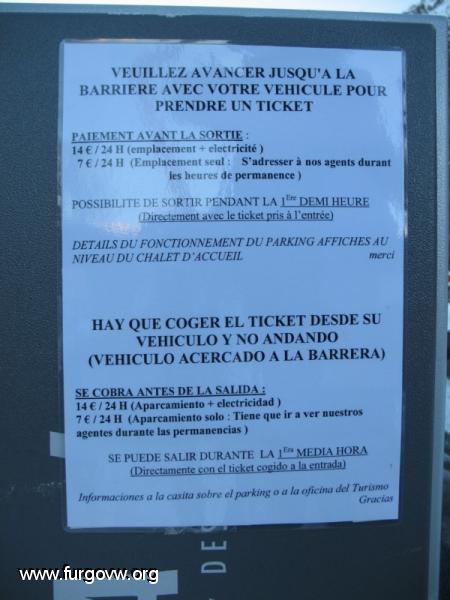 VEUILLEZ AVANCER JUSQU'A LA
BARRIERE AVEC VOTRE VEHICULE POUR
PRENDRE UN TICKET
PAIEMENT AVANT LA SORTIE :
14 € / 24 H (emplacement + electricité )
7 € / 24 H (Emplacement seul : S'adresser à nos agents durant
les heures de permanence )
POSSIBILITE DE SORTIR PENDANT LA 1Ere DEMI HEURE
(Directement avec le ticket pris à l'entrée)
DETAILS DU FONCTIONNEMENT DU PARKING AFFICHES AU
NIVEAU DU CHALET D'ACCUEIL merci
HAY QUE COGER EL TICKET DESDE SU
VEHICULO Y NO ANDANDO
(VEHICULO ACERCADO A LA BARRERA)
SE COBRA ANTES DE LA SALIDA :
14 € / 24 H (Aparcamiento + electricidad )
7 € / 24 H (Aparcamiento solo : Tiene que ir a ver nuestros
agentes durante las permanencias )
SE PUEDE SALIR DURANTE LA 1Era MEDIA HORA
(Directamente con el ticket cogido a la entrada)
Informaciones a la casita sobre el parking o a la oficina del Turismo
Gracias
www.furgovw.org